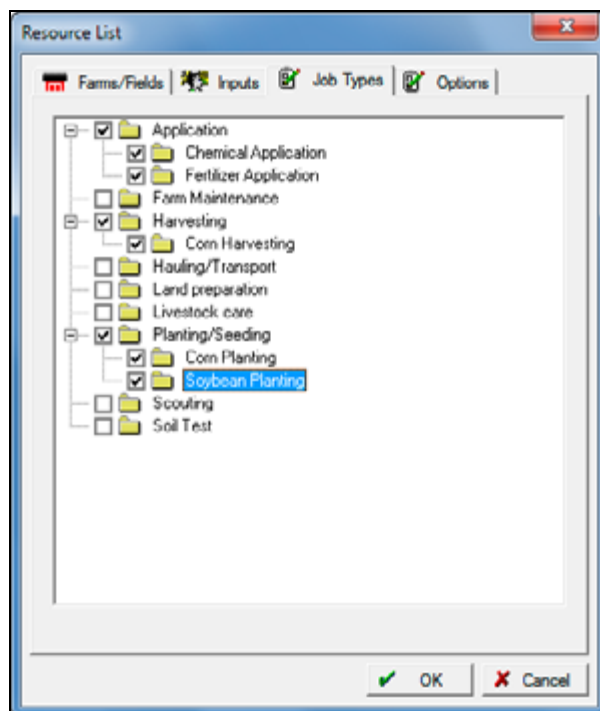 Resource List
Farms/Fields Inputs Job Types Options
Application
Chemical Application
Fertilizer Application
Farm Maintenance
Harvesting
Corn Harvesting
Hauling/Transport
Land preparation
Livestock care
Planting/Seeding
Corn Planting
Soybean Planting
Scouting
Soil Test
OK Cancel